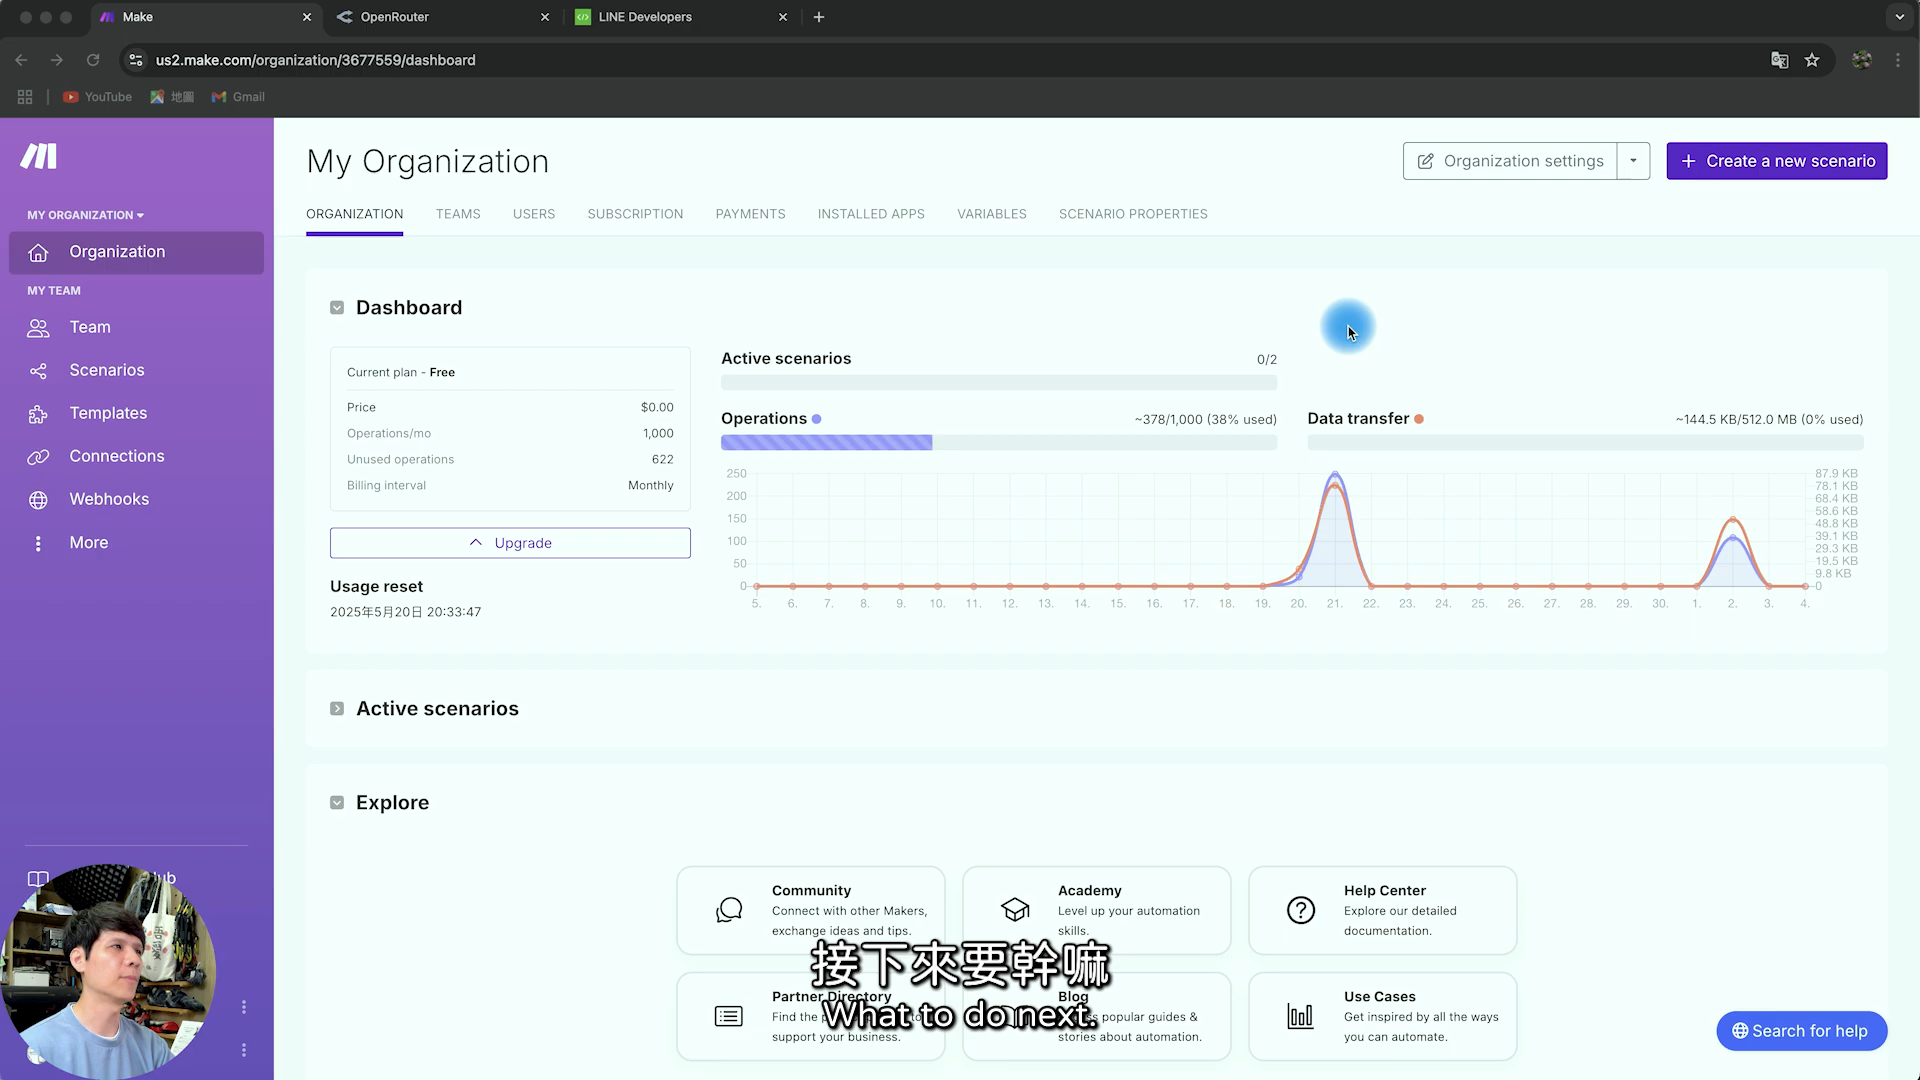 Make
OpenRouter
LINE Developers
us2.make.com/organization/3677559/dashboard
YouTube
地圖
Gmail
My Organization
Organization settings
Create a new scenario
MY ORGANIZATION
Organization
MY TEAM
Team
Scenarios
Templates
Connections
Webhooks
More
ORGANIZATION
TEAMS
USERS
SUBSCRIPTION
PAYMENTS
INSTALLED APPS
VARIABLES
SCENARIO PROPERTIES
Dashboard
Current plan - Free
Price $0.00
Operations/mo 1,000
Unused operations 622
Billing interval Monthly
Upgrade
Usage reset
2025年5月20日 20:33:47
Active scenarios 0/2
Operations ~378/1,000 (38% used)
Data transfer ~144.5 KB/512.0 MB (0% used)
250
200
150
100
50
0
87.9 KB
78.1 KB
68.4 KB
58.6 KB
48.8 KB
39.1 KB
29.3 KB
19.5 KB
9.8 KB
0
5. 6. 7. 8. 9. 10. 11. 12. 13. 14. 15. 16. 17. 18. 19. 20. 21. 22. 23. 24. 25. 26. 27. 28. 29. 30. 1. 2. 3. 4.
Active scenarios
Explore
Community
Connect with other Makers,
exchange ideas and tips.
Academy
Level up your automation
skills.
Help Center
Explore our detailed
documentation.
Partner Directory
Find the
support your business.
Blog
popular guides &
stories about automation.
Use Cases
Get inspired by all the ways
you can automate.
接下來要幹嘛
What to do next.
Search for help